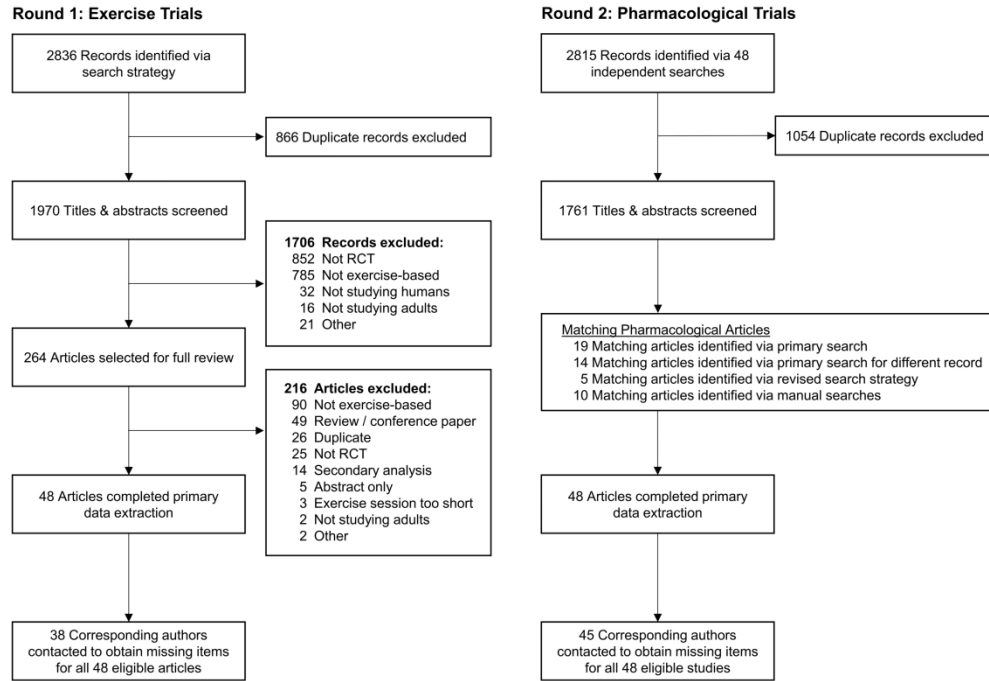 Round 1: Exercise Trials
2836 Records identified via
search strategy
866 Duplicate records excluded
1970 Titles & abstracts screened
1706 Records excluded:
852 Not RCT
785 Not exercise-based
32 Not studying humans
16 Not studying adults
21 Other
264 Articles selected for full review
216 Articles excluded:
90 Not exercise-based
49 Review / conference paper
26 Duplicate
25 Not RCT
14 Secondary analysis
5 Abstract only
3 Exercise session too short
2 Not studying adults
2 Other
48 Articles completed primary
data extraction
38 Corresponding authors
contacted to obtain missing items
for all 48 eligible articles
Round 2: Pharmacological Trials
2815 Records identified via 48
independent searches
1054 Duplicate records excluded
1761 Titles & abstracts screened
Matching Pharmacological Articles
19 Matching articles identified via primary search
14 Matching articles identified via primary search for different record
5 Matching articles identified via revised search strategy
10 Matching articles identified via manual searches
48 Articles completed primary
data extraction
45 Corresponding authors
contacted to obtain missing items
for all 48 eligible studies